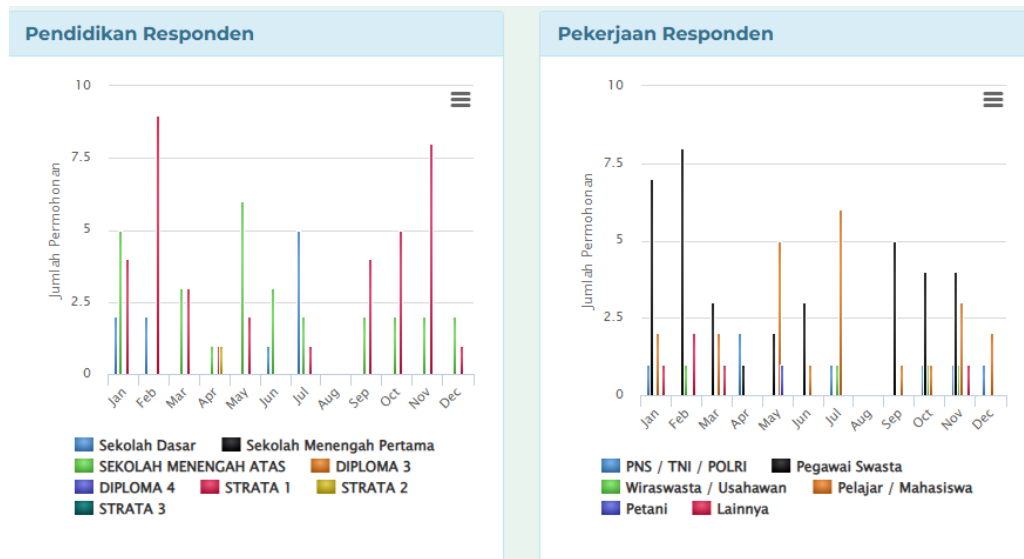 Pendidikan Responden
10
7.5
5
2.5
0
Jumlah Permohonan
Jan Feb Mar Apr May Jun Jul Aug Sep Oct Nov Dec
Sekolah Dasar Sekolah Menengah Pertama
SEKOLAH MENENGAH ATAS DIPLOMA 3
DIPLOMA 4 STRATA 1 STRATA 2
STRATA 3
Pekerjaan Responden
10
7.5
5
2.5
0
Jumlah Permohonan
Jan Feb Mar Apr May Jun Jul Aug Sep Oct Nov Dec
PNS / TNI / POLRI Pegawai Swasta
Wiraswasta / Usahawan Pelajar / Mahasiswa
Petani Lainnya